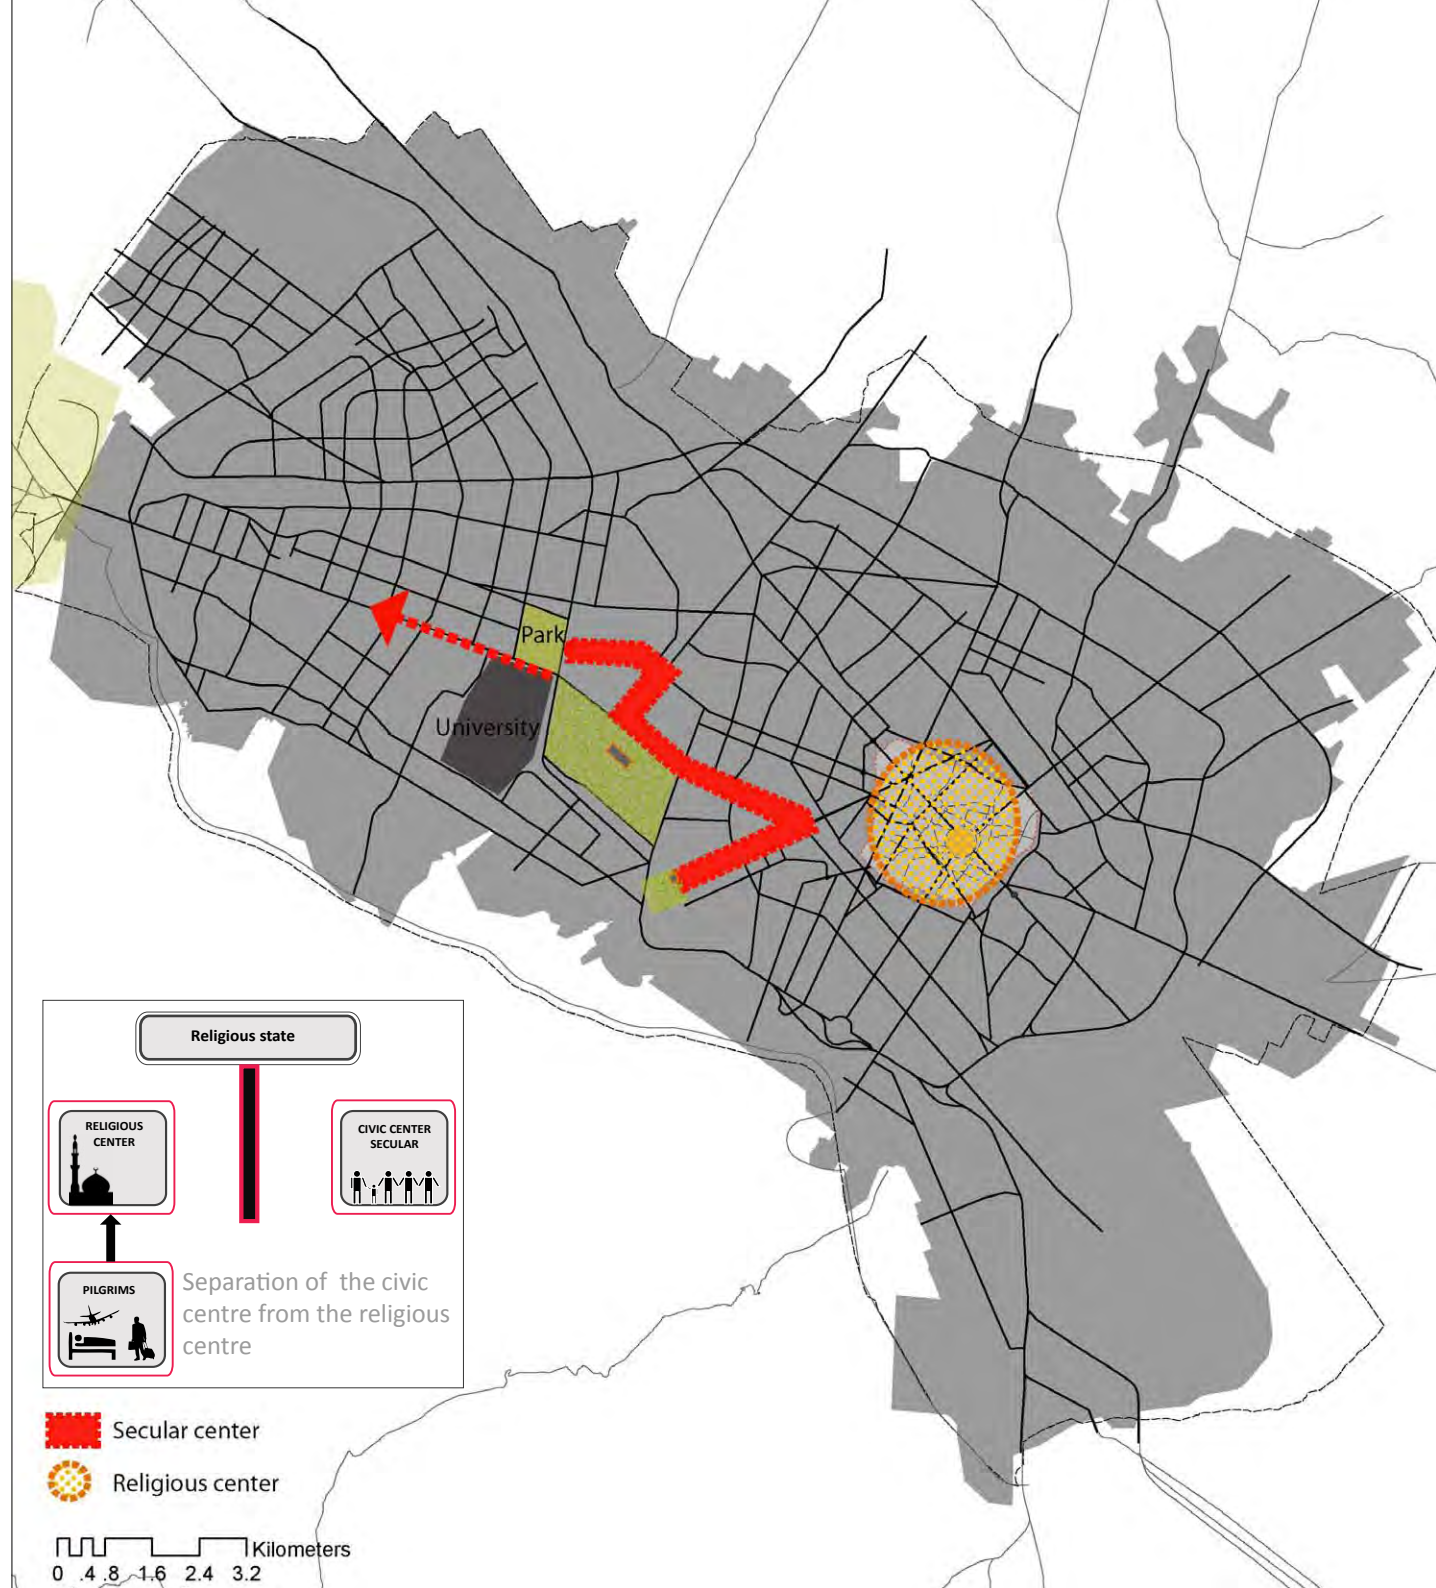 Park
University
Religious state
RELIGIOUS
CENTER
CIVIC CENTER
SECULAR
PILGRIMS
Separation of the civic
centre from the religious
centre
Secular center
Religious center
Kilometers
0 .4 .8 1.6 2.4 3.2